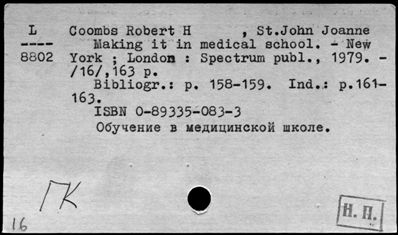 L Coombs Robert H , St.John Joanne
---- Making it in medical school. - New
8802 York ; London : Spectrum publ., 1979. -
/16/,163 p.
Bibliogr.: p. 158-159. Ind.: p.161-
163.
ISBN 0-89335-083-3
Обучение в медицинской школе.
ГК
16
Н. П.